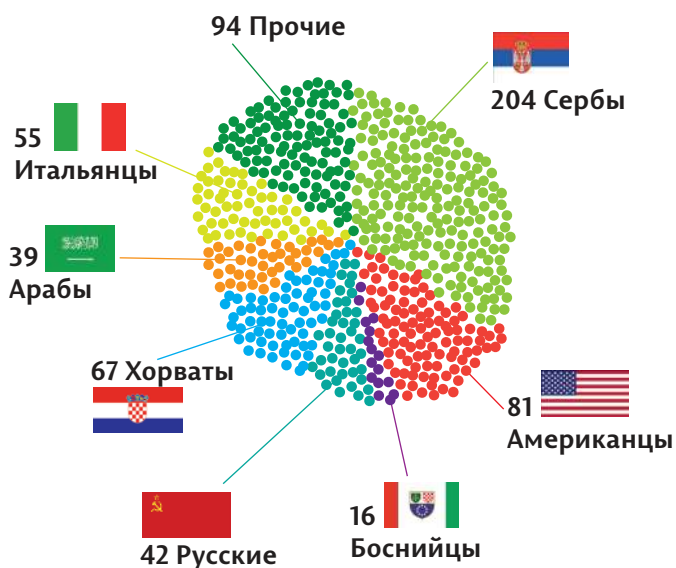 94 Прочие
204 Сербы
55
Итальянцы
39
Арабы
67 Хорваты
81
Американцы
16
Боснийцы
42 Русские